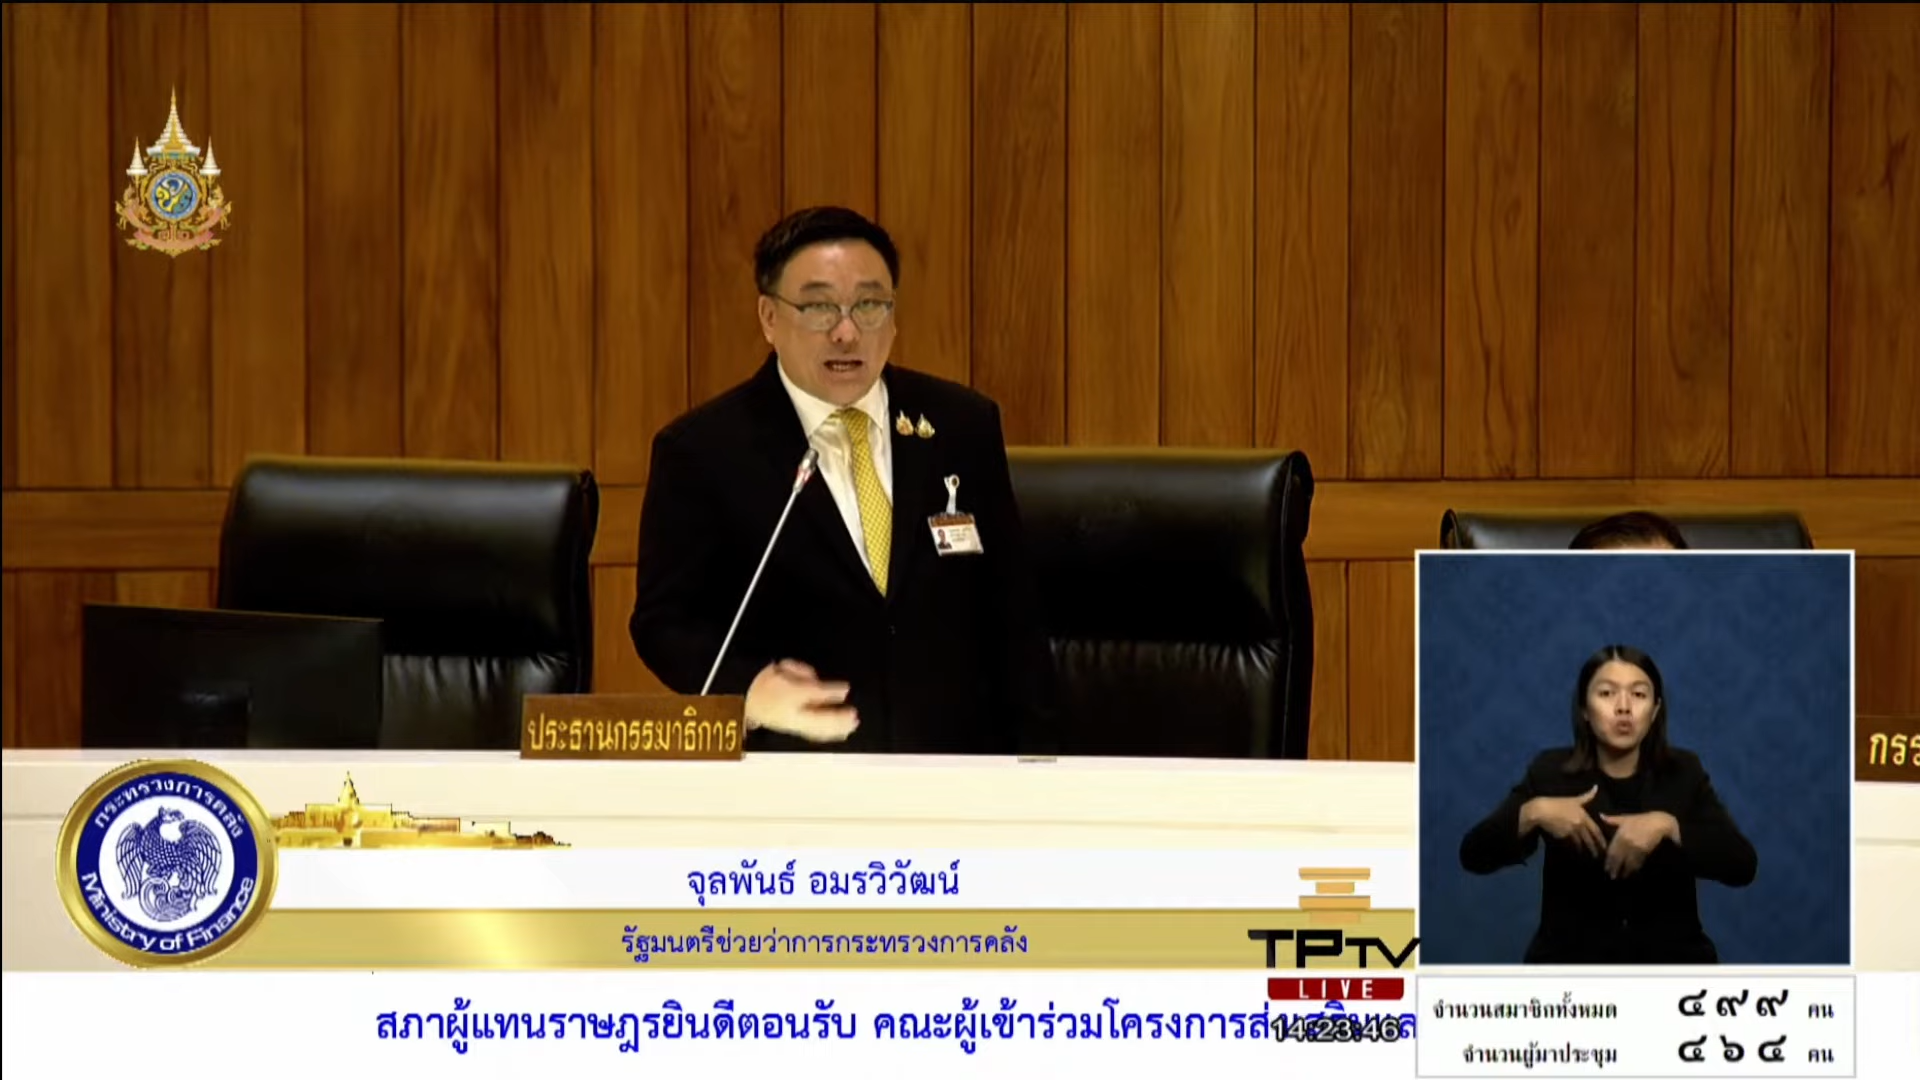 ประธานกรรมาธิการ
กรร
กระทรวงการคลัง
Ministry of Finance
จุลพันธ์ อมรวิวัฒน์
รัฐมนตรีช่วยว่าการกระทรวงการคลัง
TPTV
LIVE
14:23:46
สภาผู้แทนราษฎรยินดีตอนรับ คณะผู้เข้าร่วมโครงการ
จำนวนสมาชิกทั้งหมด ๔๙๙ คน
จำนวนผู้มาประชุม ๔๖๔ คน